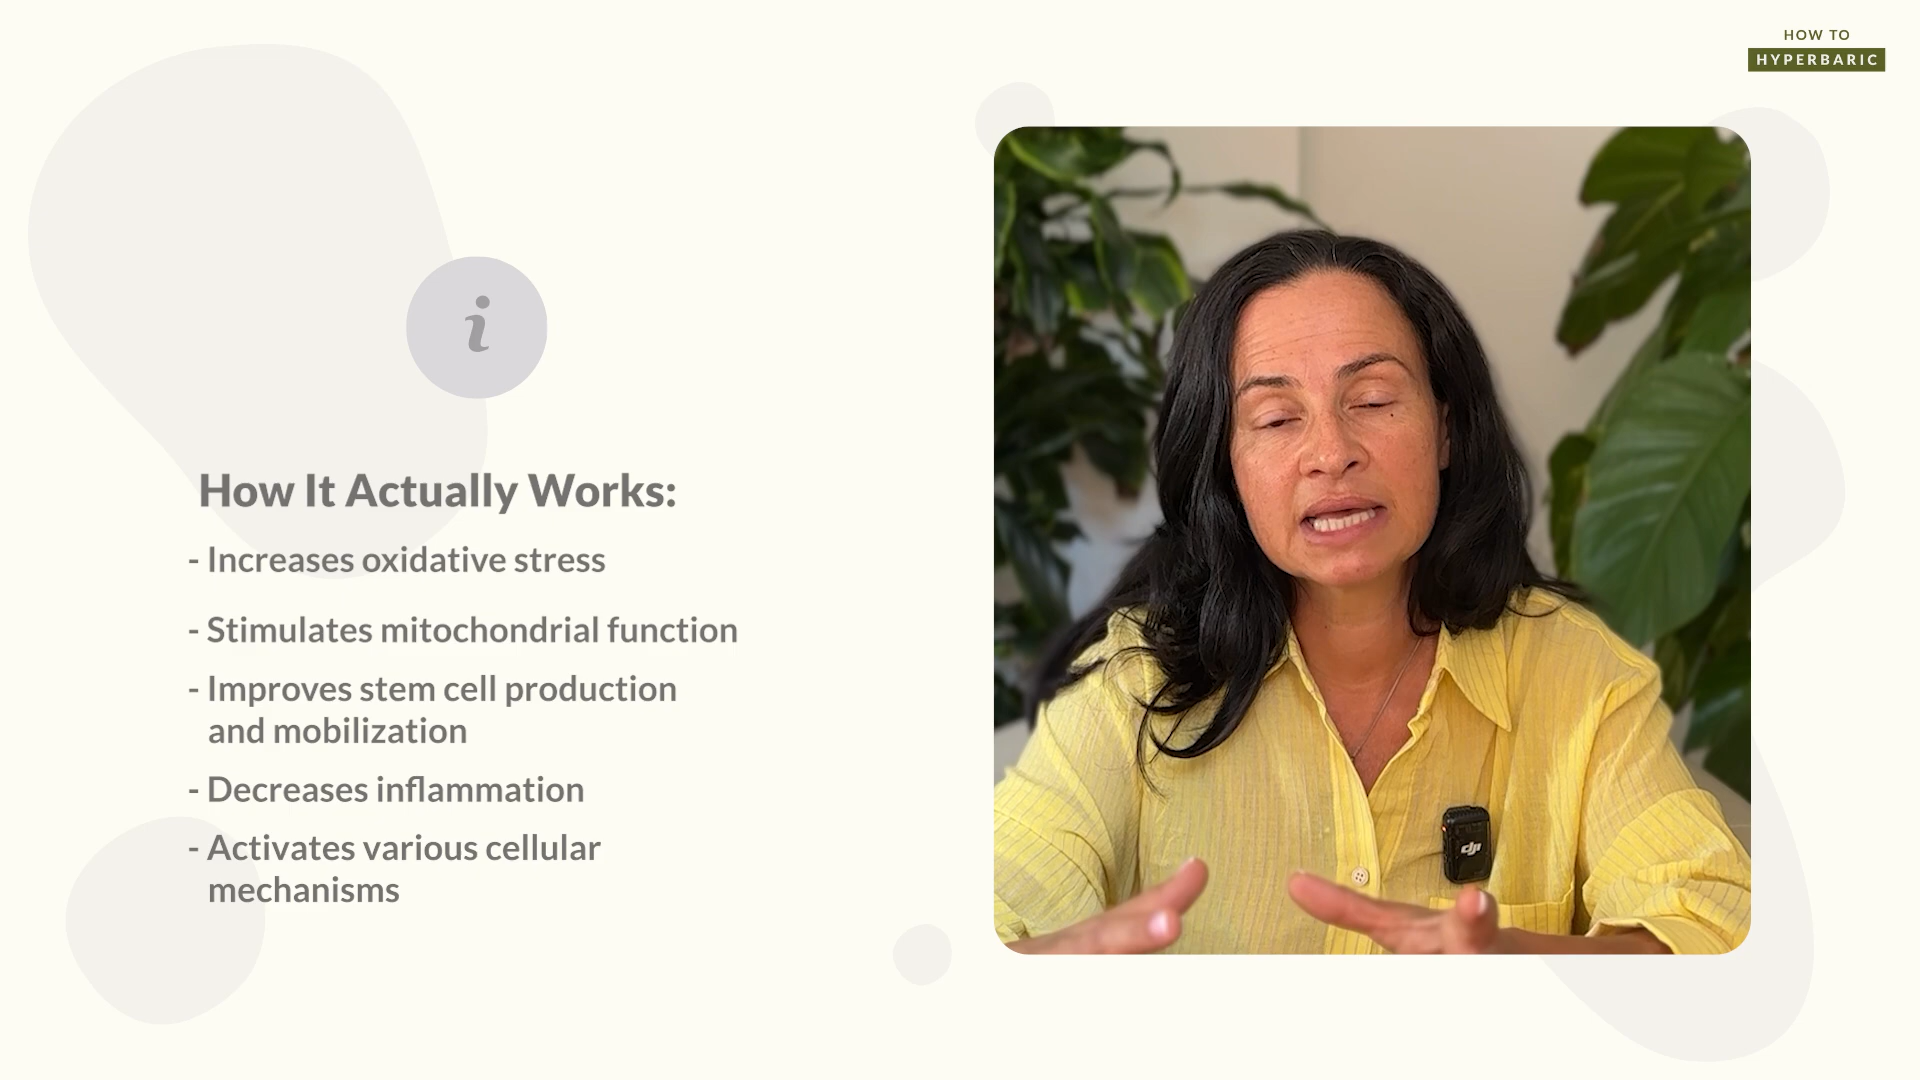 HOW TO
HYPERBARIC
i
How It Actually Works:
- Increases oxidative stress
- Stimulates mitochondrial function
- Improves stem cell production
and mobilization
- Decreases inflammation
- Activates various cellular
mechanisms
dji